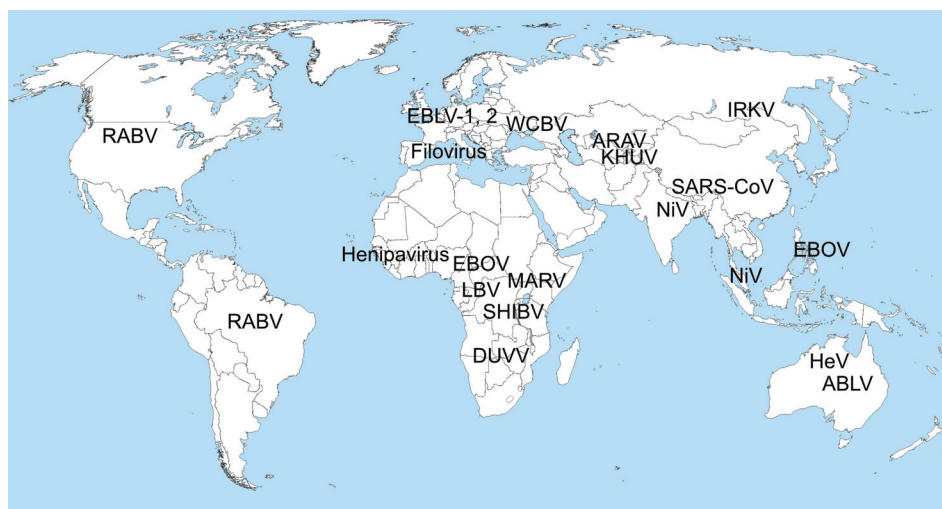 IRKV
EBLV-1, 2
WCBV
RABV
ARAV
Filovirus
KHUV
SARS-CoV
NiV
Henipavirus
EBOV
EBOV
MARV
NiV
LBV
SHIBV
RABV
DUVV
HeV
ABLV